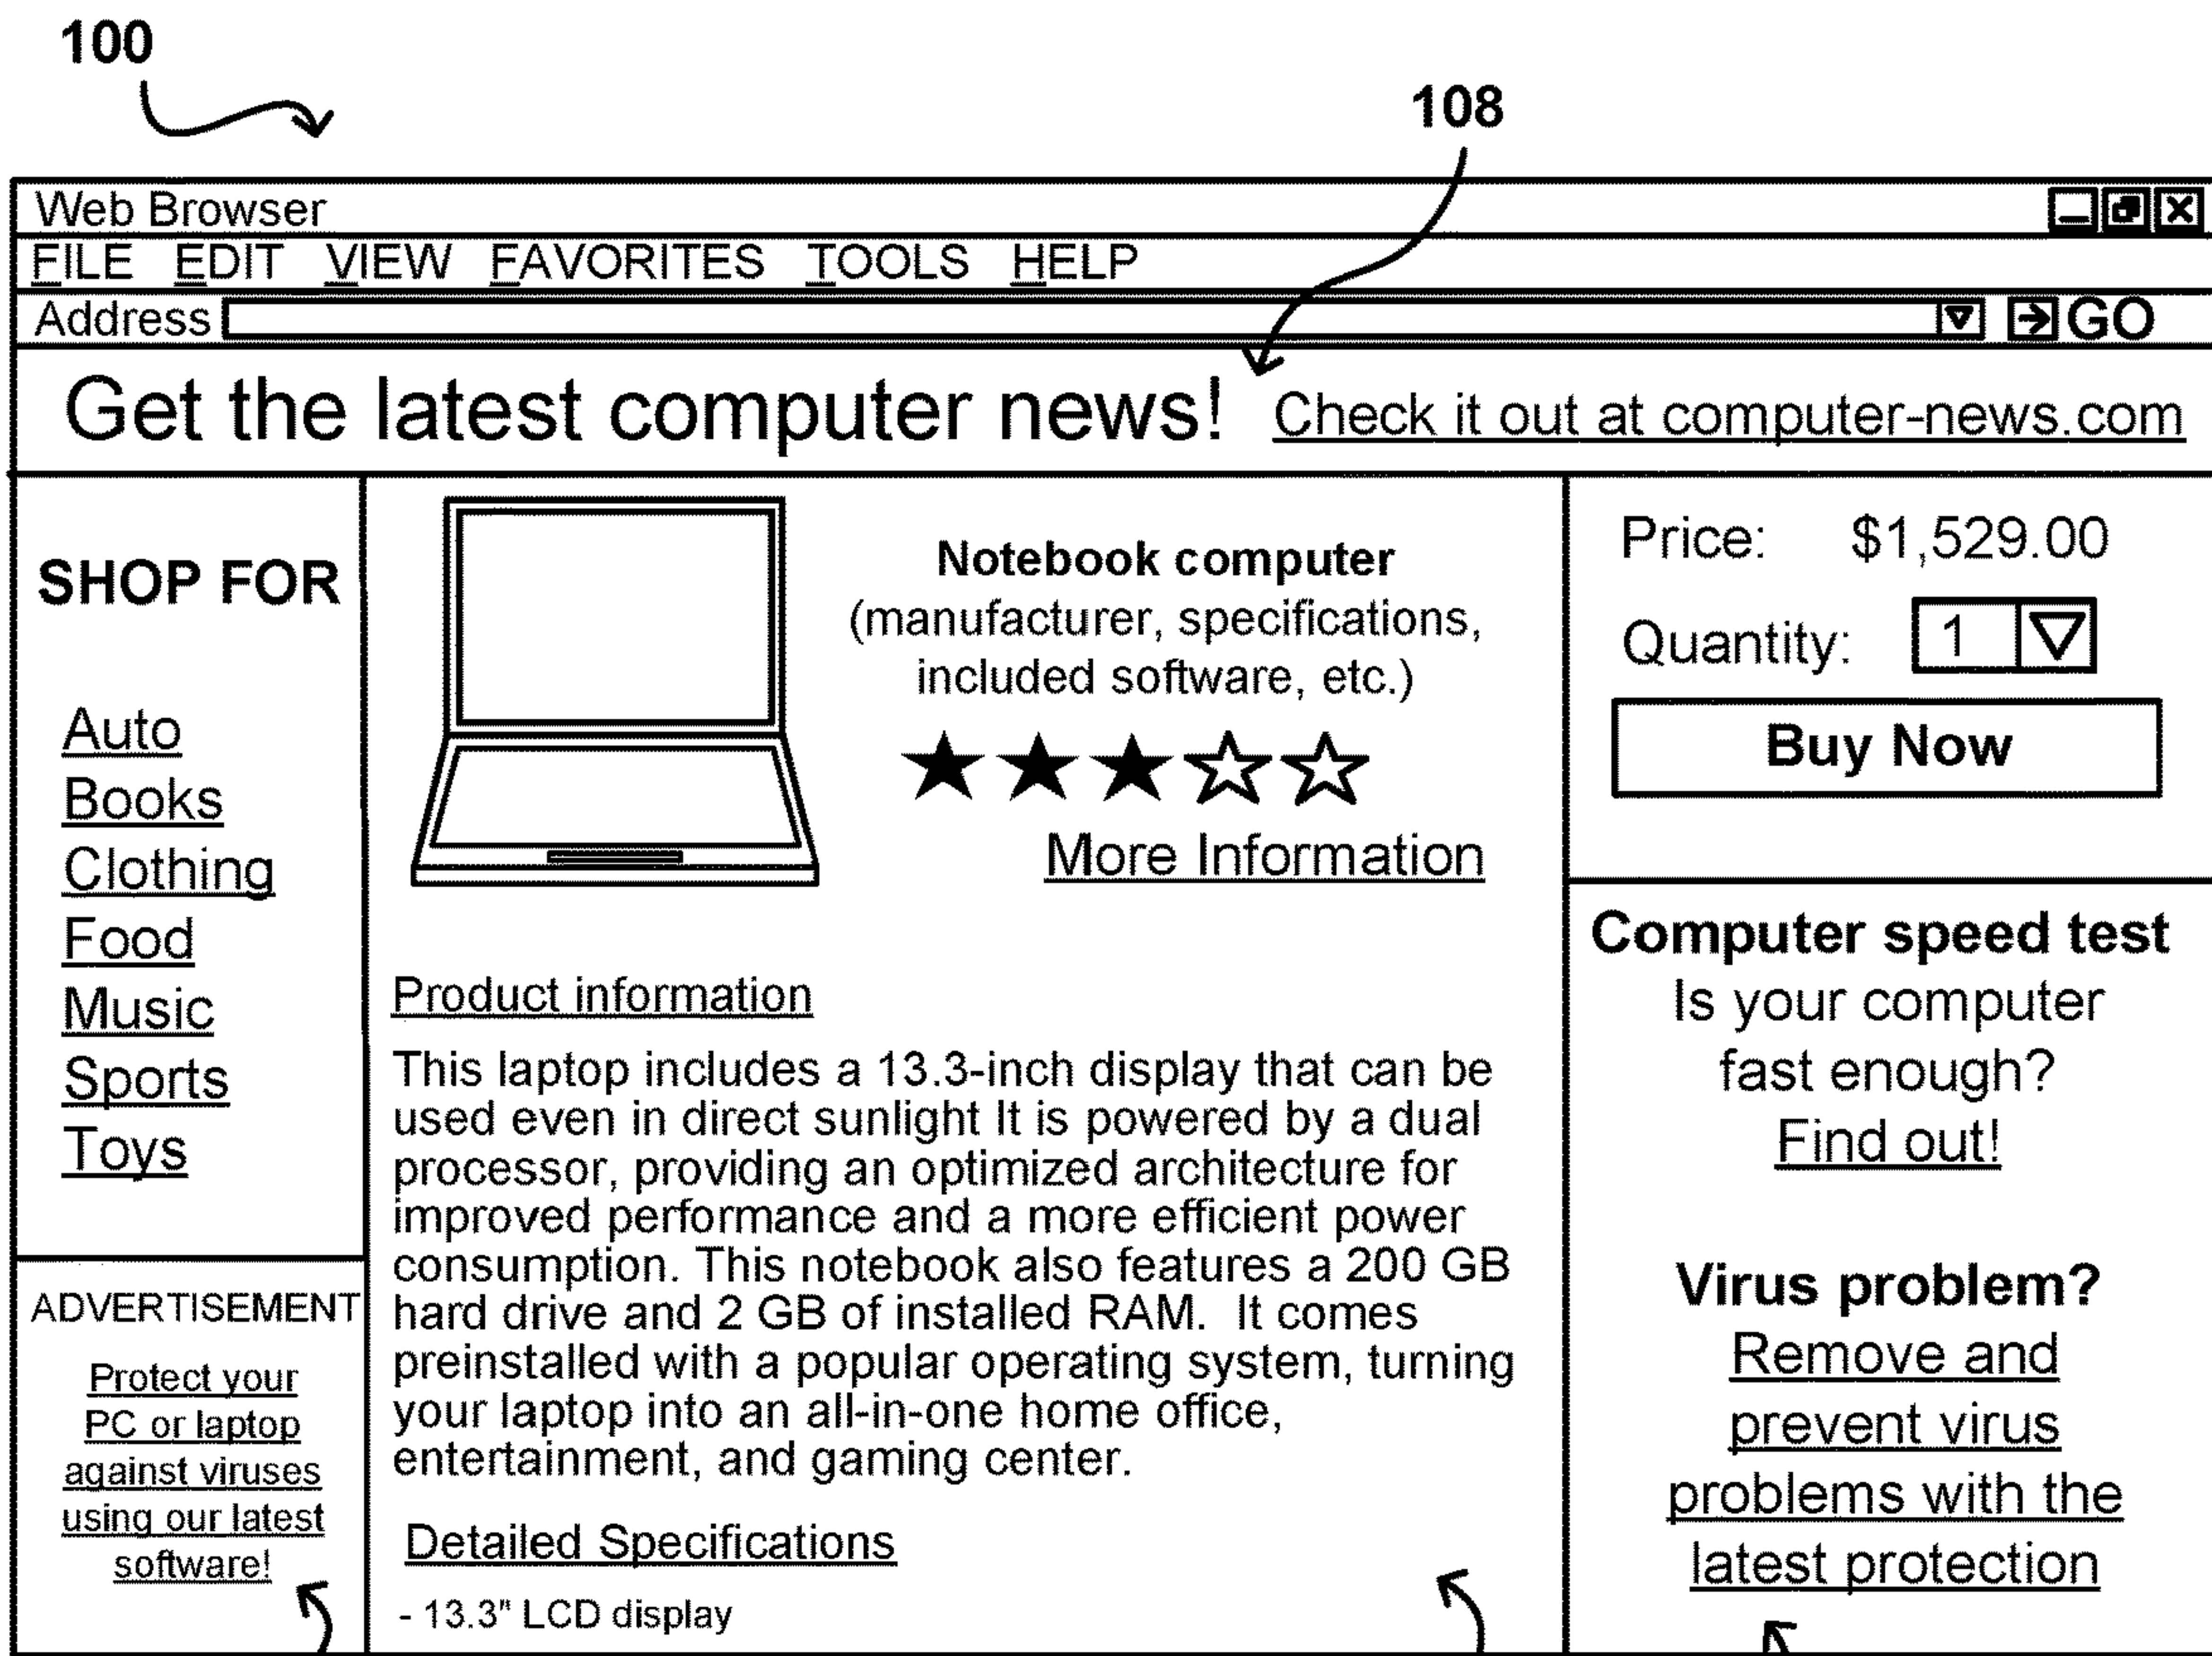 100
108
Web Browser
FILE EDIT VIEW FAVORITES TOOLS HELP
Address GO
Get the latest computer news! Check it out at computer-news.com
SHOP FOR
Auto
Books
Clothing
Food
Music
Sports
Toys
ADVERTISEMENT
Protect your
PC or laptop
against viruses
using our latest
software!
Notebook computer
(manufacturer, specifications,
included software, etc.)
More Information
Product information
This laptop includes a 13.3-inch display that can be
used even in direct sunlight It is powered by a dual
processor, providing an optimized architecture for
improved performance and a more efficient power
consumption. This notebook also features a 200 GB
hard drive and 2 GB of installed RAM.  It comes
preinstalled with a popular operating system, turning
your laptop into an all-in-one home office,
entertainment, and gaming center.
Detailed Specifications
- 13.3" LCD display
Price: $1,529.00
Quantity: 1
Buy Now
Computer speed test
Is your computer
fast enough?
Find out!
Virus problem?
Remove and
prevent virus
problems with the
latest protection